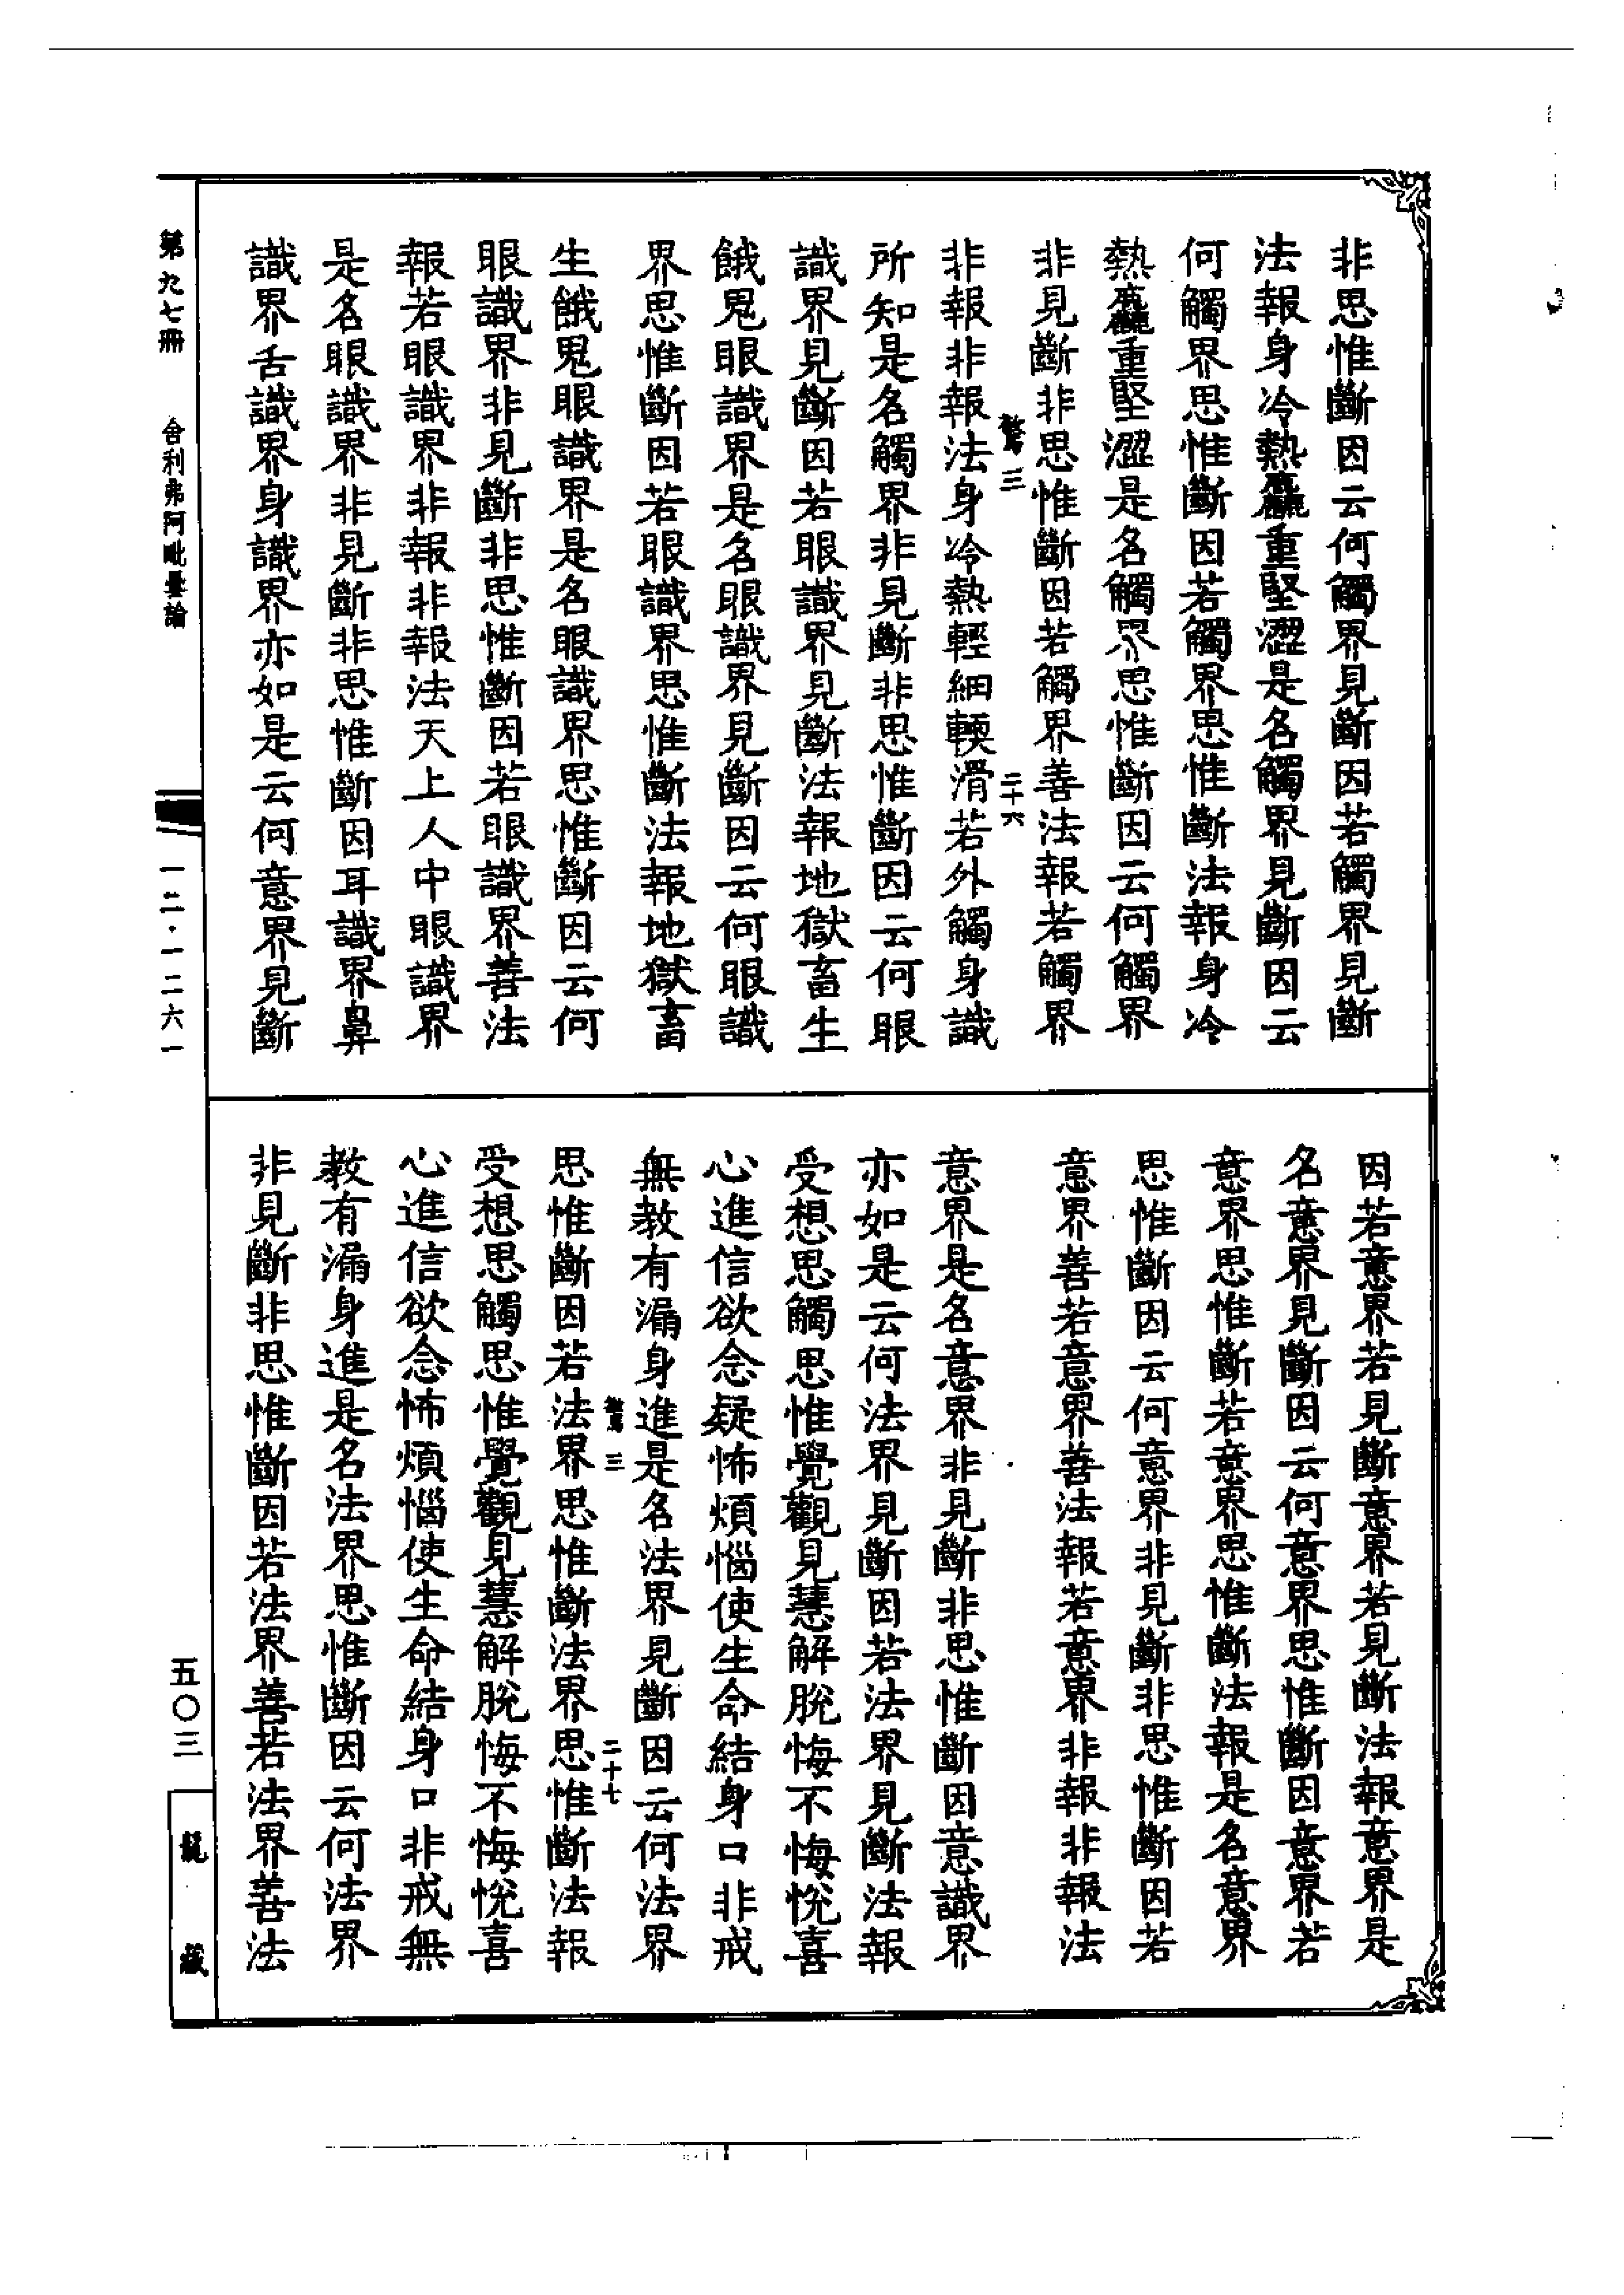 非思惟斷因云何觸界見斷因若觸界見斷
法報身冷熱麤重堅澀是名觸界見斷因云
何觸界思惟斷因若觸界思惟斷法報身冷
熱麤重堅澀是名觸界思惟斷因云何觸界
非見斷非思惟斷因若觸界善法報若觸界
三
二十六
非報非報法身冷熱輕細輭滑若外觸身識
所知是名觸界非見斷非思惟斷因云何眼
識界見斷因若眼識界見斷法報地獄畜生
餓鬼眼識界是名眼識界見斷因云何眼識
界思惟斷因若眼識界思惟斷法報地獄畜
生餓鬼眼識界是名眼識界思惟斷因云何
眼識界非見斷非思惟斷因若眼識界善法
報若眼識界非報非報法天上人中眼識界
是名眼識界非見斷非思惟斷因耳識界鼻
識界舌識界身識界亦如是云何意界見斷
因若意界若見斷意界若見斷法報意界是
名意界見斷因云何意界思惟斷因意界若
意界思惟斷若意界思惟斷法報是名意界
思惟斷因云何意界非見斷非思惟斷因若
意界善若意界善法報若意界非報非報法
意界是名意界非見斷非思惟斷因意識界
亦如是云何法界見斷因若法界見斷法報
受想思觸思惟覺觀見慧解脫悔不悔悅喜
心進信欲念疑怖煩惱使生命結身口非戒
無教有漏身進是名法界見斷因云何法界
三
二十七
思惟斷因若法界思惟斷法界思惟斷法報
受想思觸思惟覺觀見慧解脫悔不悔悅喜
心進信欲念怖煩惱使生命結身口非戒無
教有漏身進是名法界思惟斷因云何法界
非見斷非思惟斷因若法界善若法界善法
第九七冊
舍利弗阿毗曇論
一二·一二六一
五〇三
龍藏